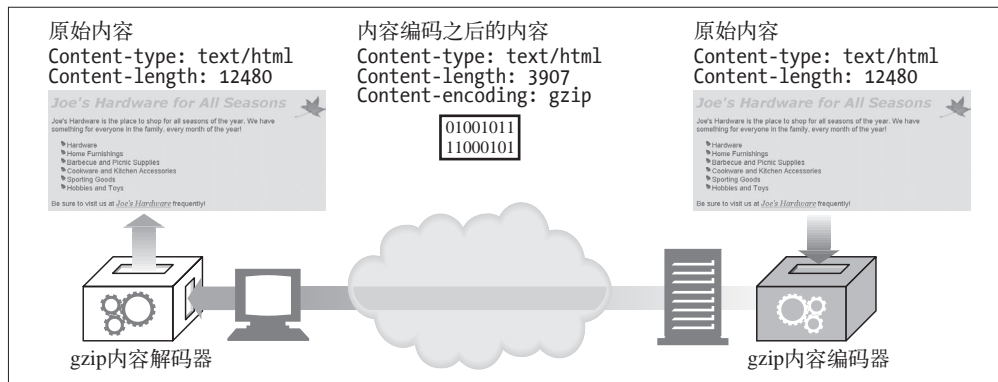 原始内容
Content-type: text/html
Content-length: 12480
Joe's Hardware for All Seasons
Joe's Hardware is the place to shop for all seasons of the year. We have
something for everyone in the family, every month of the year!
Hardware
Home Furnishings
Barbecue and Picnic Supplies
Cookware and Kitchen Accessories
Sporting Goods
Hobbies and Toys
Be sure to visit us at Joe's Hardware frequently!
gzip内容解码器
内容编码之后的内容
Content-type: text/html
Content-length: 3907
Content-encoding: gzip
01001011
11000101
原始内容
Content-type: text/html
Content-length: 12480
Joe's Hardware for All Seasons
Joe's Hardware is the place to shop for all seasons of the year. We have
something for everyone in the family, every month of the year!
Hardware
Home Furnishings
Barbecue and Picnic Supplies
Cookware and Kitchen Accessories
Sporting Goods
Hobbies and Toys
Be sure to visit us at Joe's Hardware frequently!
gzip内容编码器